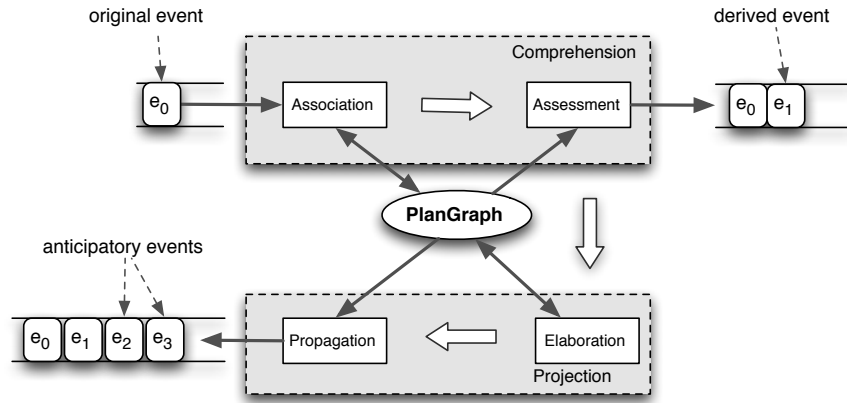 original event
derived event
Comprehension
e0
Association
Assessment
e0 e1
PlanGraph
anticipatory events
e0 e1 e2 e3
Propagation
Elaboration
Projection